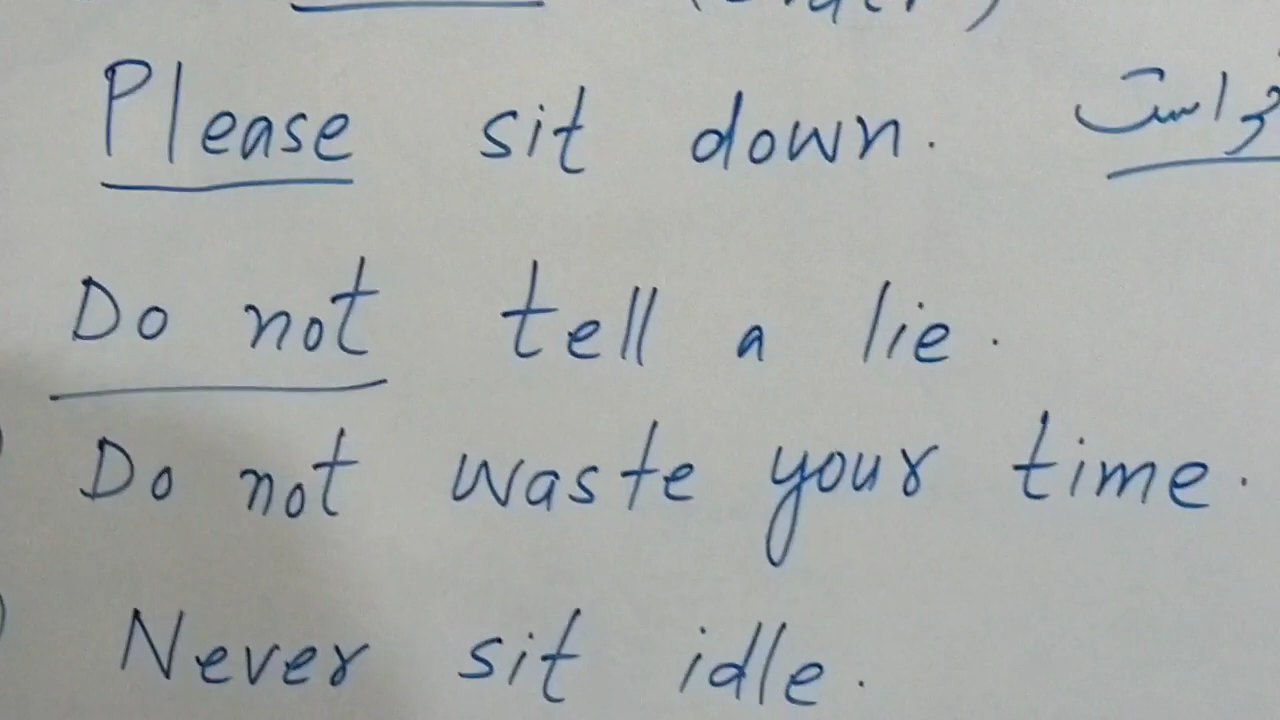 Please sit down.
Do not tell a lie.
Do not waste your time.
Never sit idle.